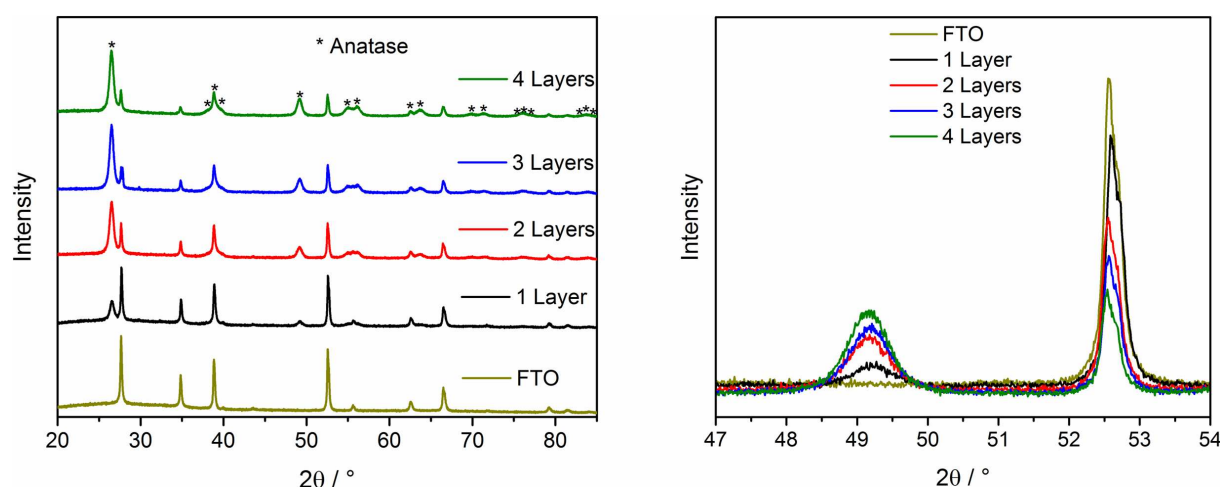 * Anatase
*
4 Layers
* * *
*
* *
* *
* *
* * *
* * *
3 Layers
2 Layers
1 Layer
FTO
Intensity
20 30 40 50 60 70 80
2θ / °
FTO
1 Layer
2 Layers
3 Layers
4 Layers
Intensity
47 48 49 50 51 52 53 54
2θ / °